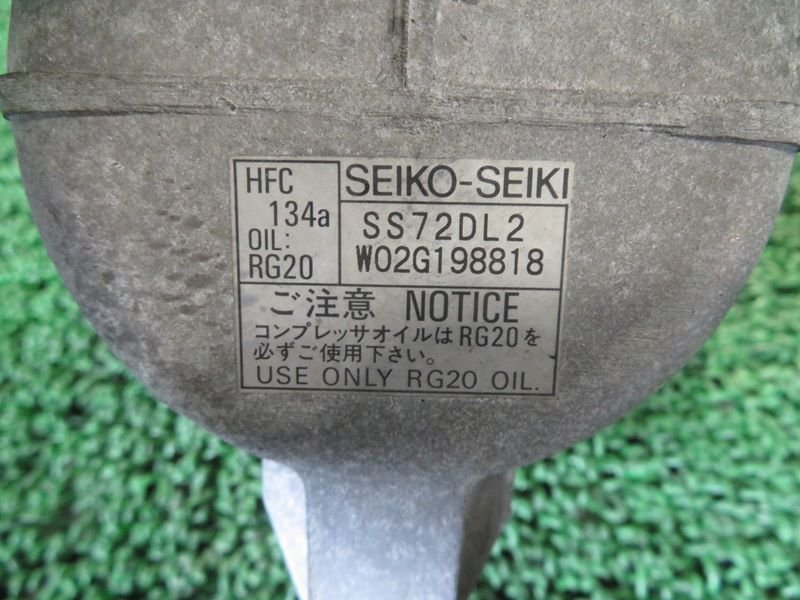 HFC
134a
OIL:
RG20
SEIKO-SEIKI
SS72DL2
W02G198818
ご注意 NOTICE
コンプレッサオイルはRG20を
必ずご使用下さい。
USE ONLY RG20 OIL.